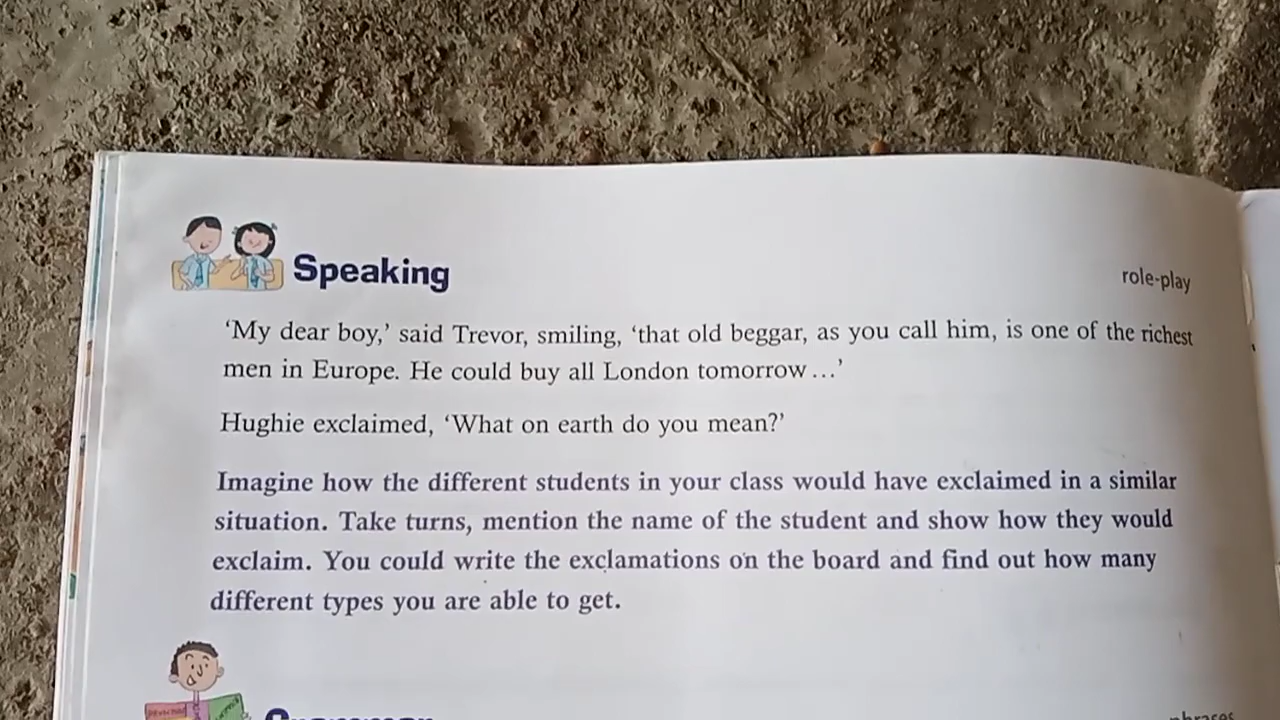 Speaking
role-play
‘My dear boy,’ said Trevor, smiling, ‘that old beggar, as you call him, is one of the richest
men in Europe. He could buy all London tomorrow ...’
Hughie exclaimed, ‘What on earth do you mean?’
Imagine how the different students in your class would have exclaimed in a similar
situation. Take turns, mention the name of the student and show how they would
exclaim. You could write the exclamations on the board and find out how many
different types you are able to get.
Grammar
phrases